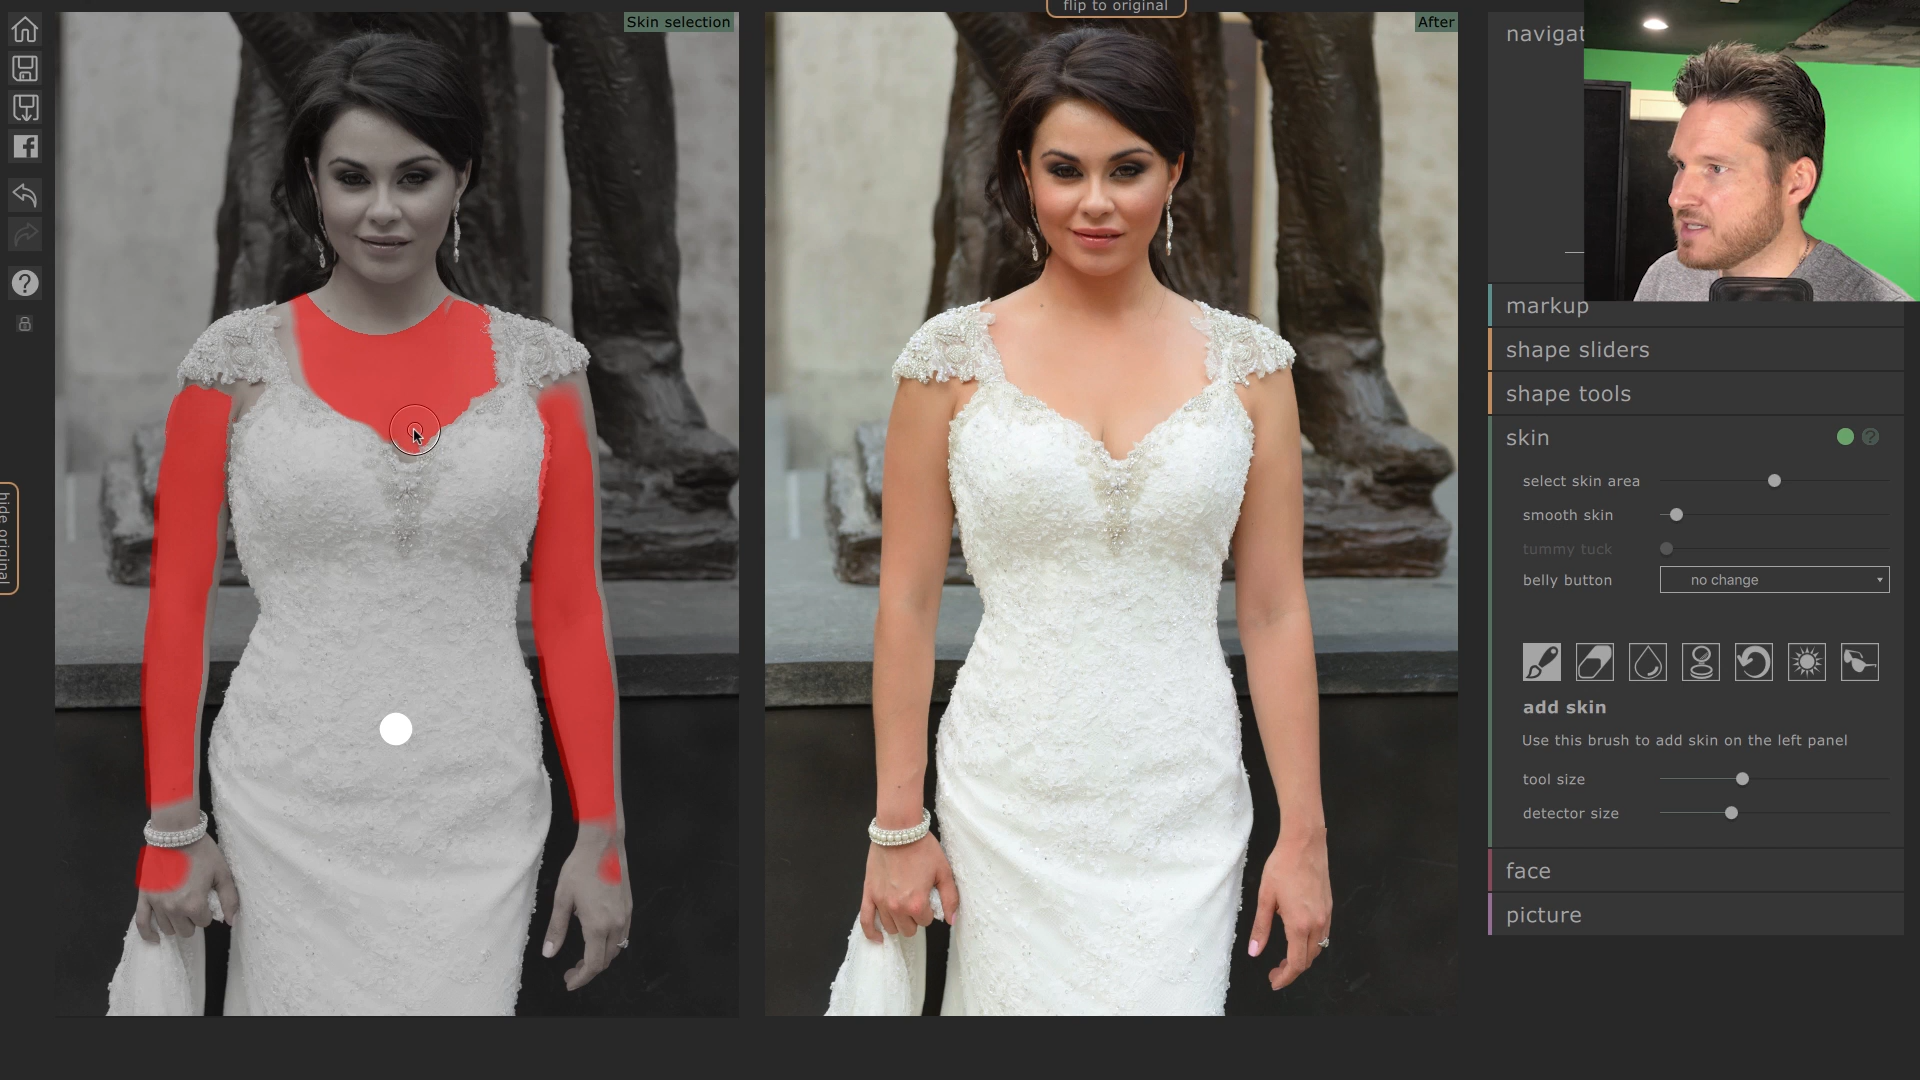 flip to original
Skin selection
After
navigat
hide original
markup
shape sliders
shape tools
skin
select skin area
smooth skin
tummy tuck
belly button
no change
add skin
Use this brush to add skin on the left panel
tool size
detector size
face
picture